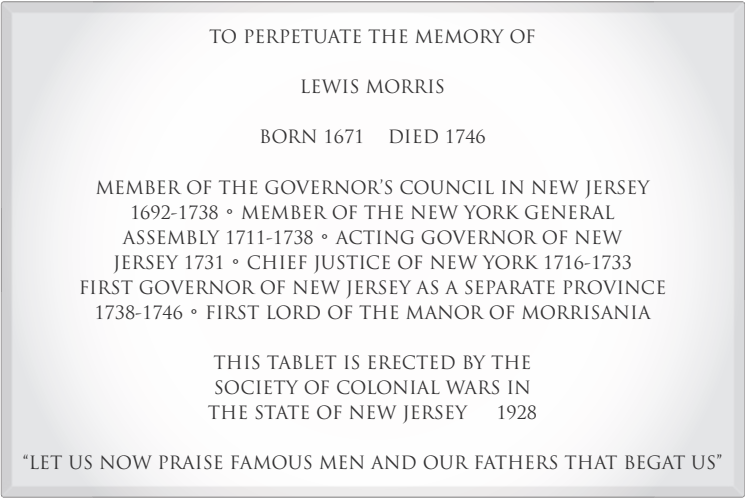 TO PERPETUATE THE MEMORY OF
LEWIS MORRIS
BORN 1671 DIED 1746
MEMBER OF THE GOVERNOR'S COUNCIL IN NEW JERSEY
1692-1738 ∘ MEMBER OF THE NEW YORK GENERAL
ASSEMBLY 1711-1738 ∘ ACTING GOVERNOR OF NEW
JERSEY 1731 ∘ CHIEF JUSTICE OF NEW YORK 1716-1733
FIRST GOVERNOR OF NEW JERSEY AS A SEPARATE PROVINCE
1738-1746 ∘ FIRST LORD OF THE MANOR OF MORRISANIA
THIS TABLET IS ERECTED BY THE
SOCIETY OF COLONIAL WARS IN
THE STATE OF NEW JERSEY 1928
“LET US NOW PRAISE FAMOUS MEN AND OUR FATHERS THAT BEGAT US”